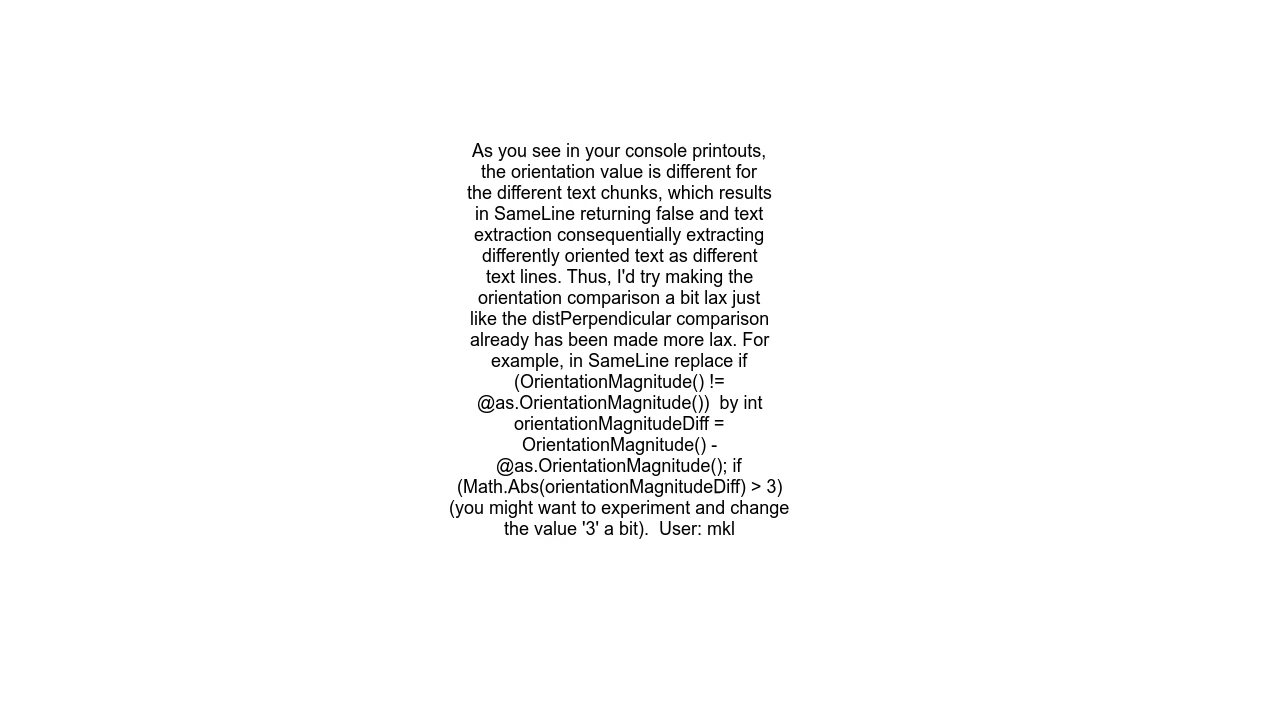 As you see in your console printouts,
the orientation value is different for
the different text chunks, which results
in SameLine returning false and text
extraction consequentially extracting
differently oriented text as different
text lines. Thus, I'd try making the
orientation comparison a bit lax just
like the distPerpendicular comparison
already has been made more lax. For
example, in SameLine replace if
(OrientationMagnitude() !=
@as.OrientationMagnitude())  by int
orientationMagnitudeDiff =
OrientationMagnitude() -
@as.OrientationMagnitude(); if
(Math.Abs(orientationMagnitudeDiff) > 3)
(you might want to experiment and change
the value '3' a bit).  User: mkl